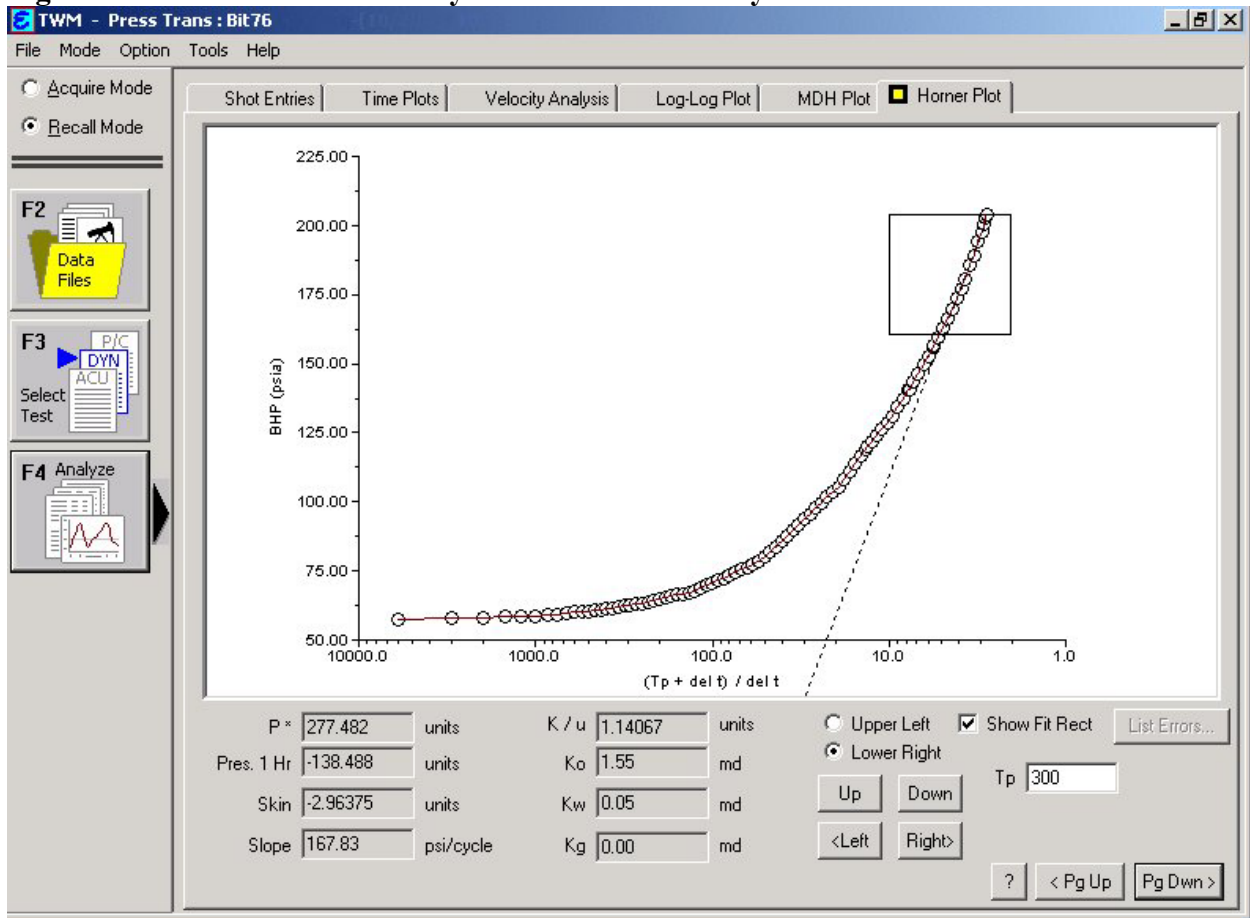 TWM - Press Trans : Bit76
File Mode Option Tools Help
Acquire Mode
Recall Mode
F2
Data
Files
F3
P/C
DYN
ACU
Select
Test
F4 Analyze
Shot Entries Time Plots Velocity Analysis Log-Log Plot MDH Plot Horner Plot
225.00
200.00
175.00
150.00
125.00
100.00
75.00
50.00
BHP (psia)
10000.0 1000.0 100.0 10.0 1.0
(Tp + del t) / del t
P* 277.482 units K / u 1.14067 units
Pres. 1 Hr -138.488 units Ko 1.55 md
Skin -2.96375 units Kw 0.05 md
Slope 167.83 psi/cycle Kg 0.00 md
Upper Left Show Fit Rect List Errors...
Lower Right
Tp 300
Up Down
<Left Right>
? < Pg Up Pg Dwn >